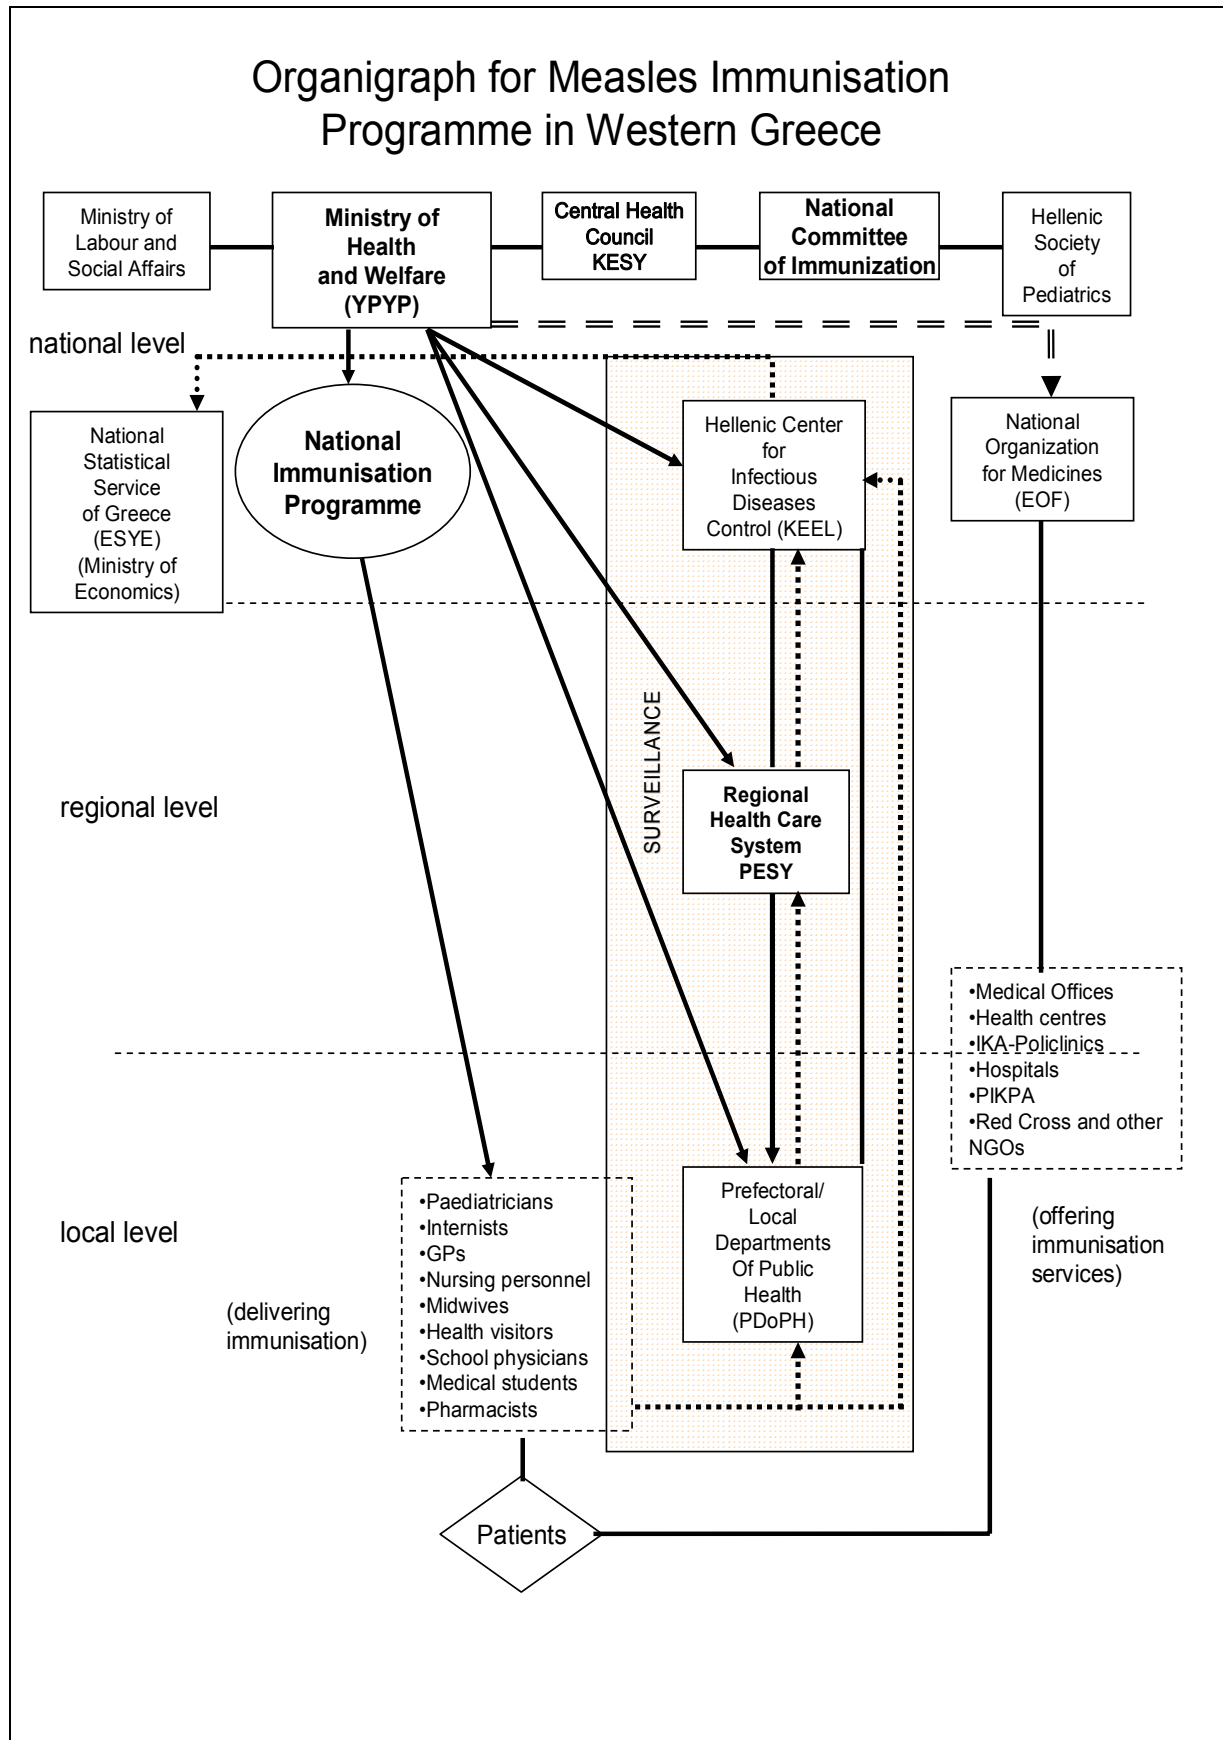 Organigraph for Measles Immunisation
Programme in Western Greece
Ministry of
Labour and
Social Affairs
Ministry of
Health
and Welfare
(YPYP)
Central Health
Council
KESY
National
Committee
of Immunization
Hellenic
Society
of
Pediatrics
national level
National
Statistical
Service
of Greece
(ESYE)
(Ministry of
Economics)
National
Immunisation
Programme
Hellenic Center
for
Infectious
Diseases
Control (KEEL)
National
Organization
for Medicines
(EOF)
SURVEILLANCE
regional level
Regional
Health Care
System
PESY
•Medical Offices
•Health centres
•IKA-Policlinics
•Hospitals
•PIKPA
•Red Cross and other
NGOs
local level
(delivering
immunisation)
•Paediatricians
•Internists
•GPs
•Nursing personnel
•Midwives
•Health visitors
•School physicians
•Medical students
•Pharmacists
Prefectoral/
Local
Departments
Of Public
Health
(PDoPH)
(offering
immunisation
services)
Patients